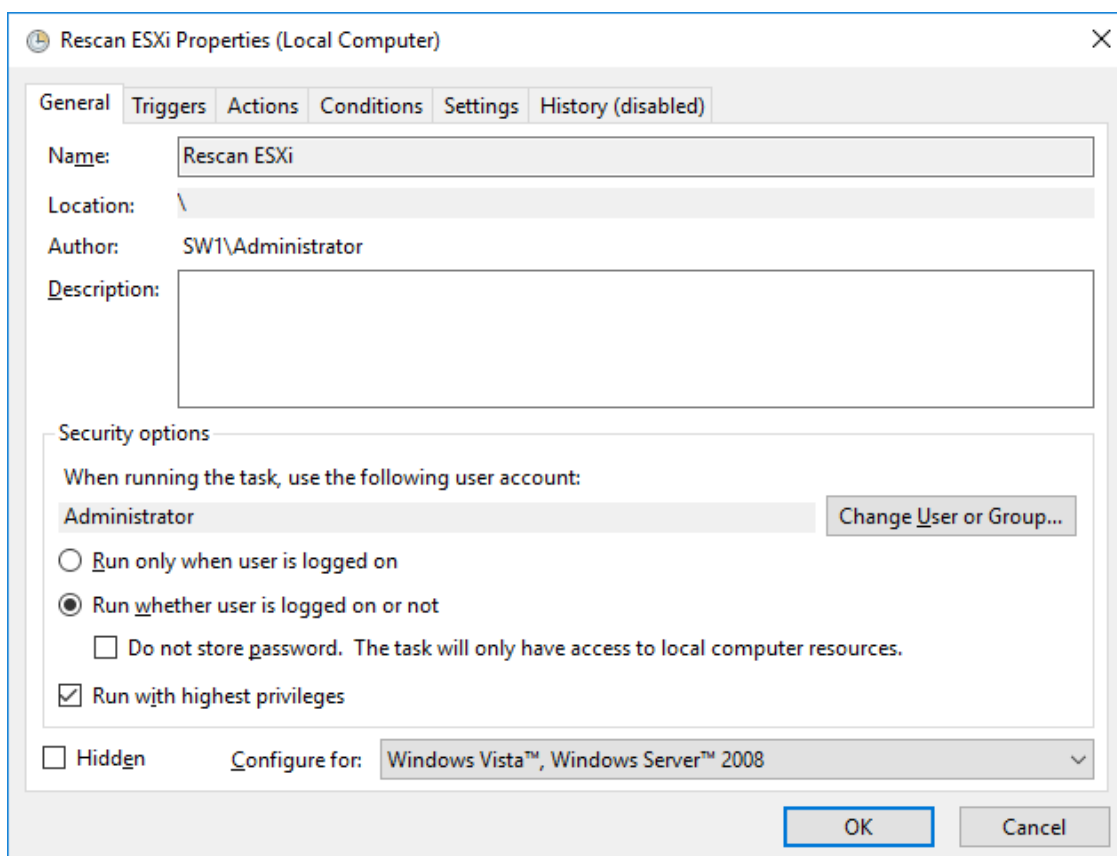 Rescan ESXi Properties (Local Computer)
General Triggers Actions Conditions Settings History (disabled)
Name: Rescan ESXi
Location: \
Author: SW1\Administrator
Description:
Security options
When running the task, use the following user account:
Administrator Change User or Group...
Run only when user is logged on
Run whether user is logged on or not
Do not store password. The task will only have access to local computer resources.
Run with highest privileges
Hidden Configure for: Windows Vista™, Windows Server™ 2008
OK Cancel